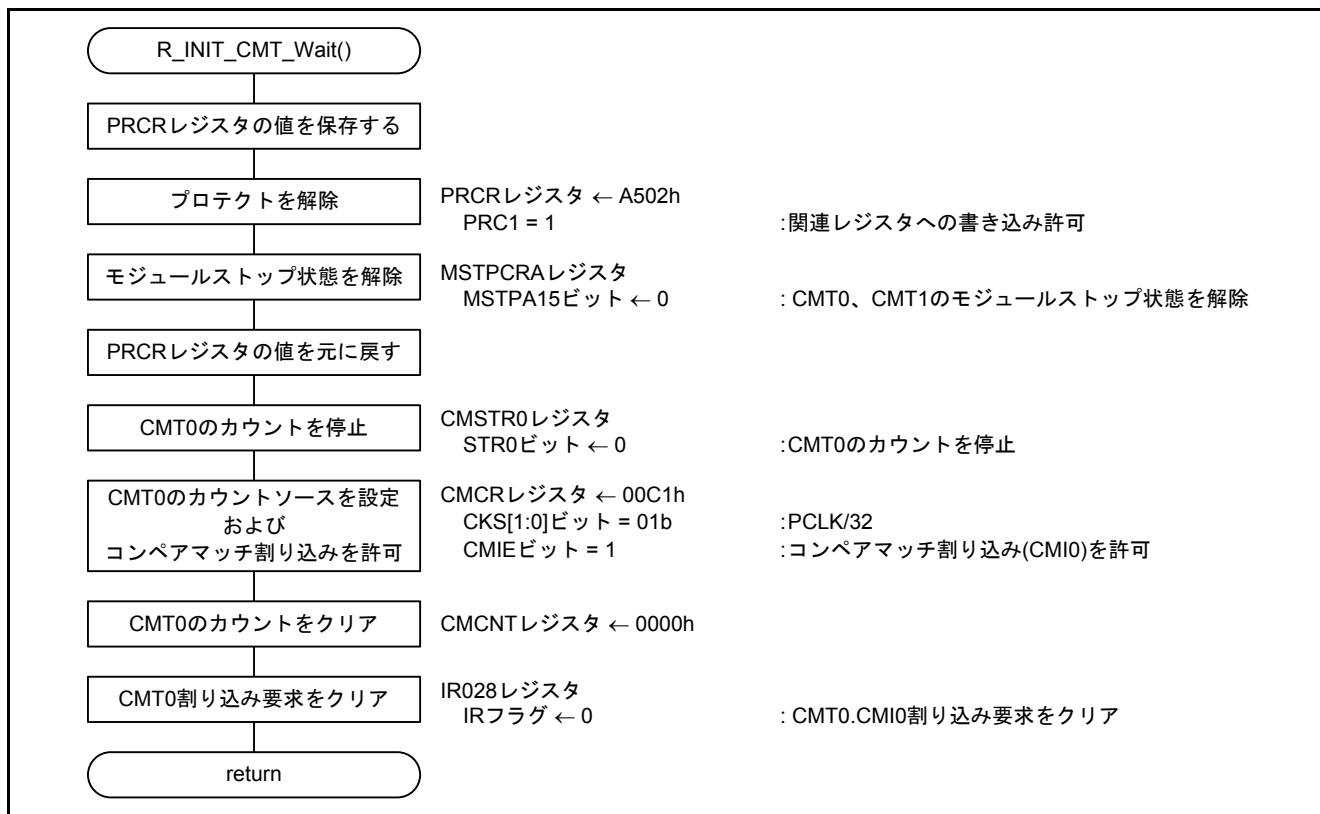 R_INIT_CMT_Wait()
PRCRレジスタの値を保存する
プロテクトを解除
PRCRレジスタ ← A502h
PRC1 = 1 :関連レジスタへの書き込み許可
モジュールストップ状態を解除
MSTPCRAレジスタ
MSTPA15ビット ← 0 : CMT0、CMT1のモジュールストップ状態を解除
PRCRレジスタの値を元に戻す
CMT0のカウントを停止
CMSTR0レジスタ
STR0ビット ← 0 :CMT0のカウントを停止
CMT0のカウントソースを設定
および
コンペアマッチ割り込みを許可
CMCRレジスタ ← 00C1h
CKS[1:0]ビット = 01b :PCLK/32
CMIEビット = 1 :コンペアマッチ割り込み(CMI0)を許可
CMT0のカウントをクリア
CMCNTレジスタ ← 0000h
CMT0割り込み要求をクリア
IR028レジスタ
IRフラグ ← 0 : CMT0.CMI0割り込み要求をクリア
return